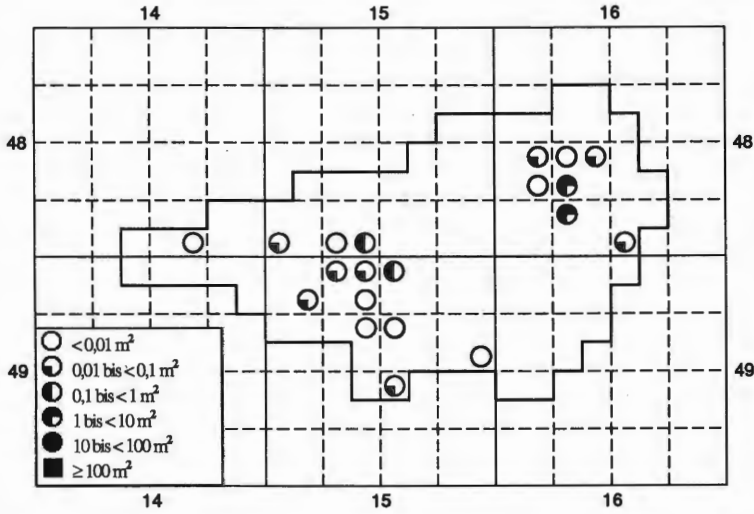 14 15 16
48 48
49 49
< 0,01 m²
0,01 bis < 0,1 m²
0,1 bis < 1 m²
1 bis < 10 m²
10 bis < 100 m²
≥ 100 m²
14 15 16